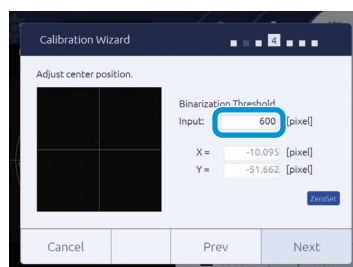 Calibration Wizard
4
Adjust center position.
Binarization Threshold
Input: 600 [pixel]
X = -10.095 [pixel]
Y = -51.662 [pixel]
ZeroSet
Cancel Prev Next